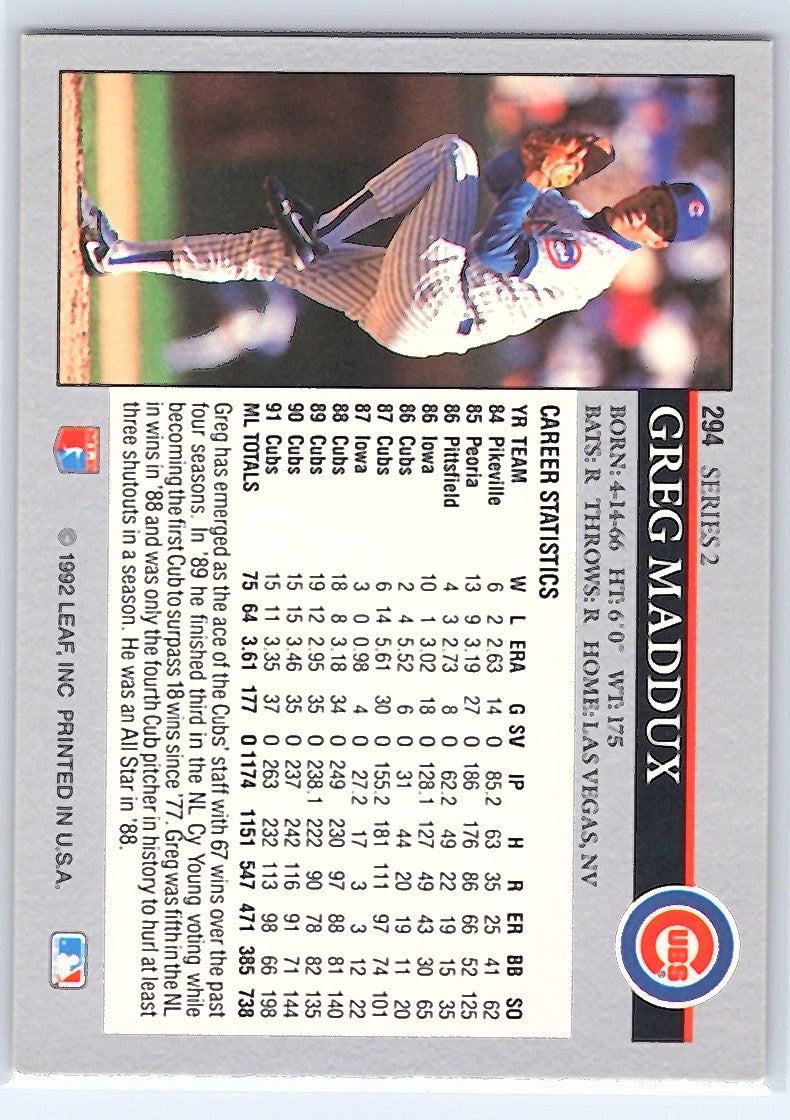 294 SERIES 2
GREG MADDUX
BORN: 4-14-66 HT: 6'0" WT: 175
BATS: R THROWS: R HOME: LAS VEGAS, NV
CUBS
CAREER STATISTICS
YR TEAM W L ERA G SV IP H R ER BB SO
84 Pikeville 6 2 2.63 14 0 85.2 63 35 25 41 62
85 Peoria 13 9 3.19 27 0 186 176 86 66 52 125
86 Pittsfield 4 3 2.73 8 0 62.2 49 22 19 15 35
86 Iowa 10 1 3.02 18 0 128.1 127 49 43 30 65
86 Cubs 2 4 5.52 6 0 31 44 20 19 11 20
87 Cubs 6 14 5.61 30 0 155.2 181 111 97 74 101
87 Iowa 3 0 0.98 4 0 27.2 17 3 3 12 22
88 Cubs 18 8 3.18 34 0 249 230 97 88 81 140
89 Cubs 19 12 2.95 35 0 238.1 222 90 78 82 135
90 Cubs 15 15 3.46 35 0 237 242 116 91 71 144
91 Cubs 15 11 3.35 37 0 263 232 113 98 66 198
ML TOTALS 75 64 3.61 177 0 1174 1151 547 471 385 738
Greg has emerged as the ace of the Cubs' staff with 67 wins over the past
four seasons. In '89 he finished third in the NL Cy Young voting while
becoming the first Cub to surpass 18 wins since '77. Greg was fifth in the NL
in wins in '88 and was only the fourth Cub pitcher in history to hurl at least
three shutouts in a season. He was an All Star in '88.
© 1992 LEAF, INC PRINTED IN U.S.A.